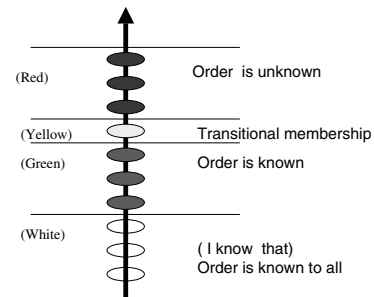 (Red) Order is unknown
(Yellow) Transitional membership
(Green) Order is known
(White) ( I know that)
Order is known to all